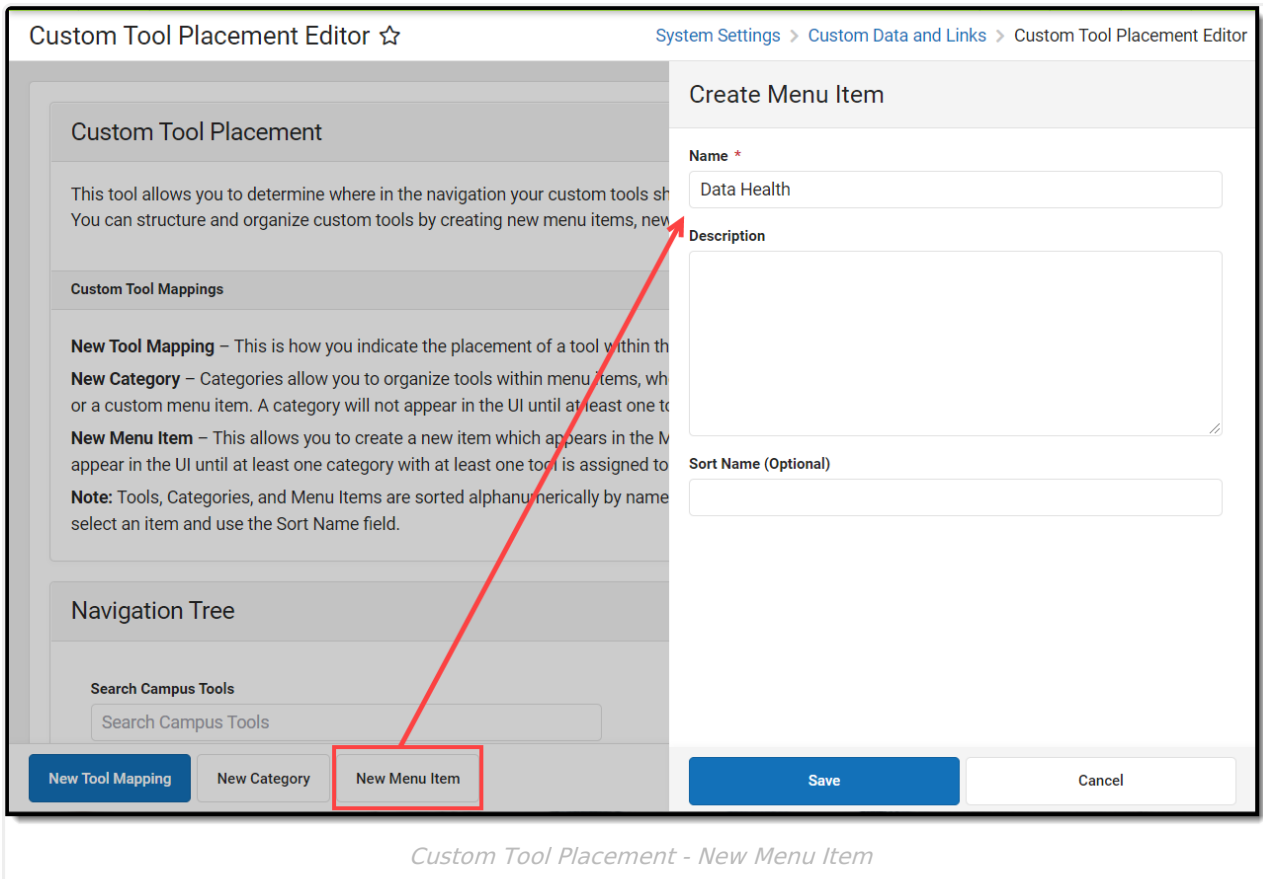 Custom Tool Placement Editor
System Settings > Custom Data and Links > Custom Tool Placement Editor
Custom Tool Placement
This tool allows you to determine where in the navigation your custom tools sh
You can structure and organize custom tools by creating new menu items, new
Custom Tool Mappings
New Tool Mapping – This is how you indicate the placement of a tool within th
New Category – Categories allow you to organize tools within menu items, wh
or a custom menu item. A category will not appear in the UI until at least one to
New Menu Item – This allows you to create a new item which appears in the M
appear in the UI until at least one category with at least one tool is assigned to
Note: Tools, Categories, and Menu Items are sorted alphanumerically by name
select an item and use the Sort Name field.
Navigation Tree
Search Campus Tools
Search Campus Tools
New Tool Mapping
New Category
New Menu Item
Create Menu Item
Name *
Data Health
Description
Sort Name (Optional)
Save
Cancel
Custom Tool Placement - New Menu Item